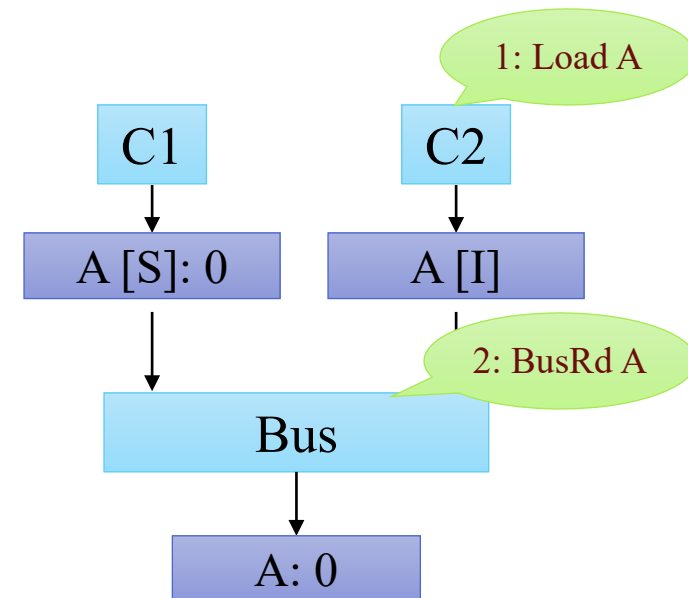 1: Load A
C1
C2
A [S]: 0
A [I]
2: BusRd A
Bus
A: 0